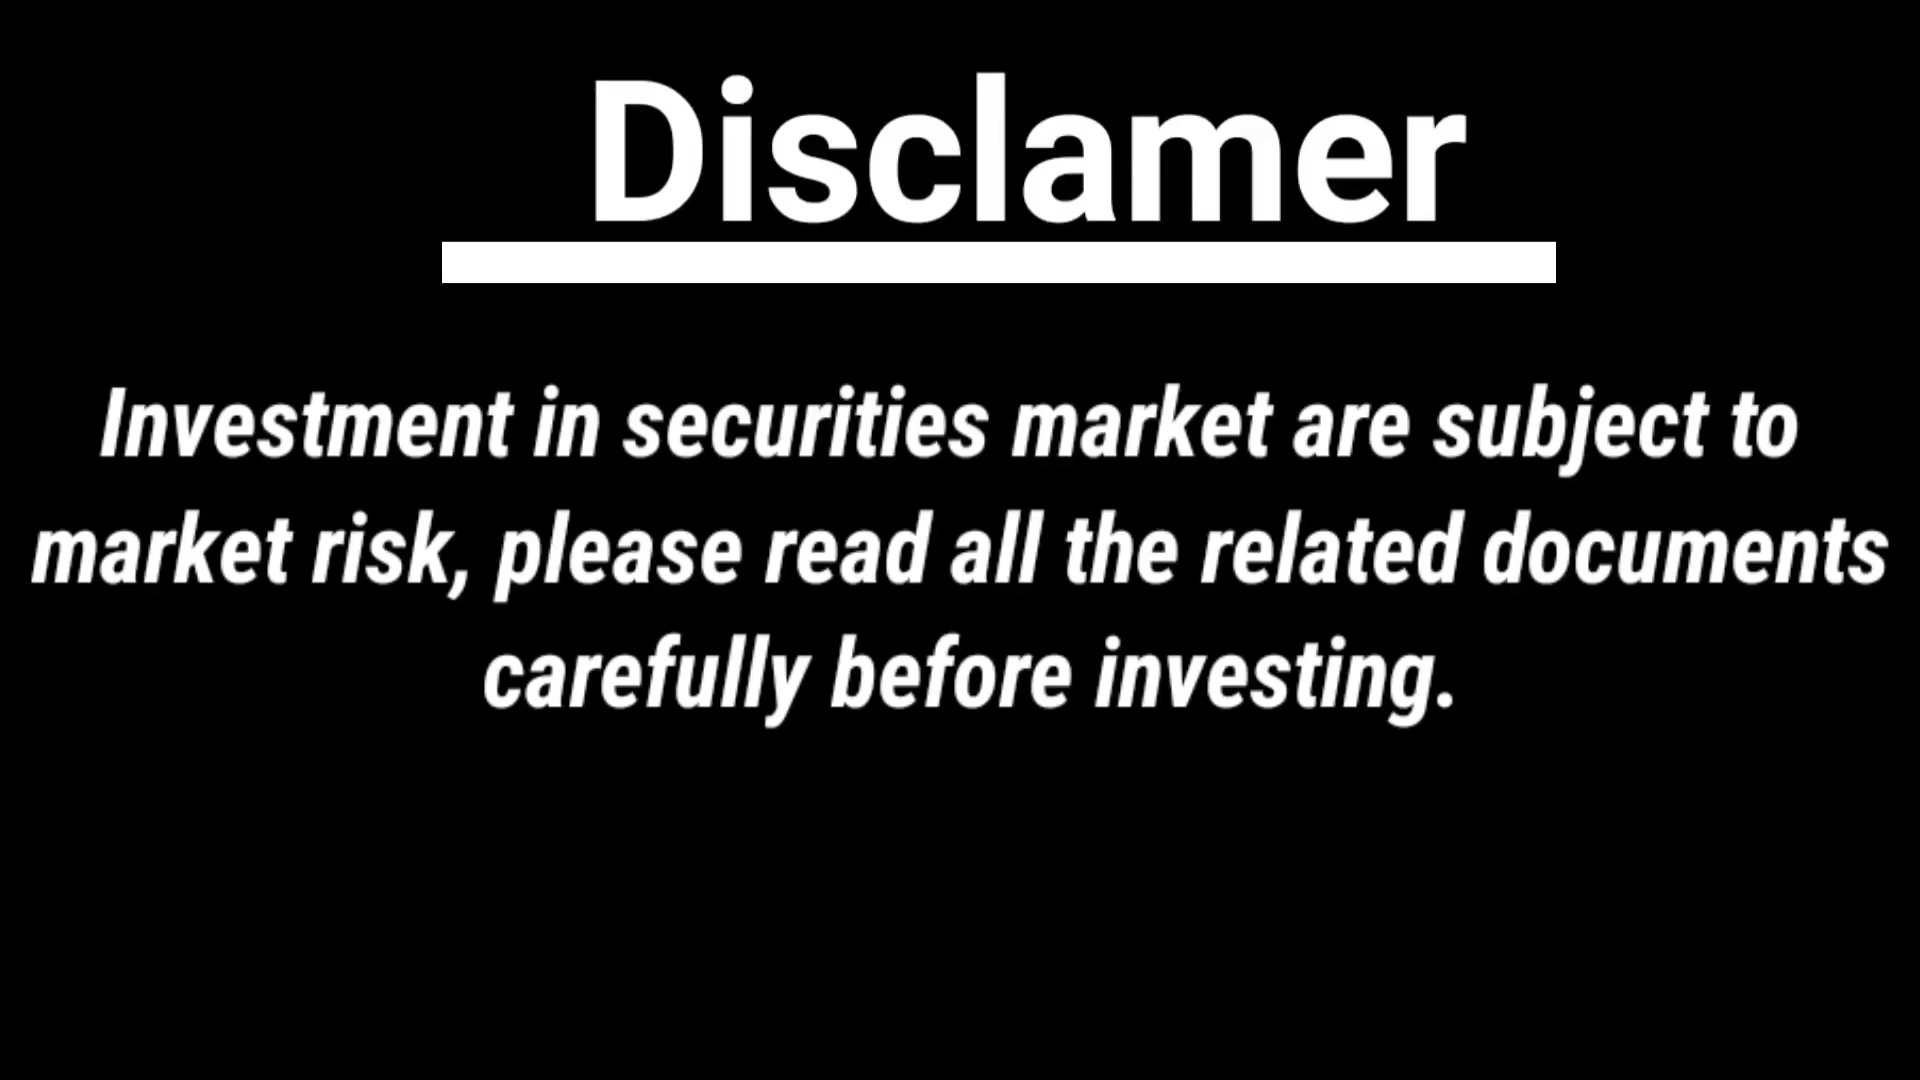 Disclamer
Investment in securities market are subject to
market risk, please read all the related documents
carefully before investing.